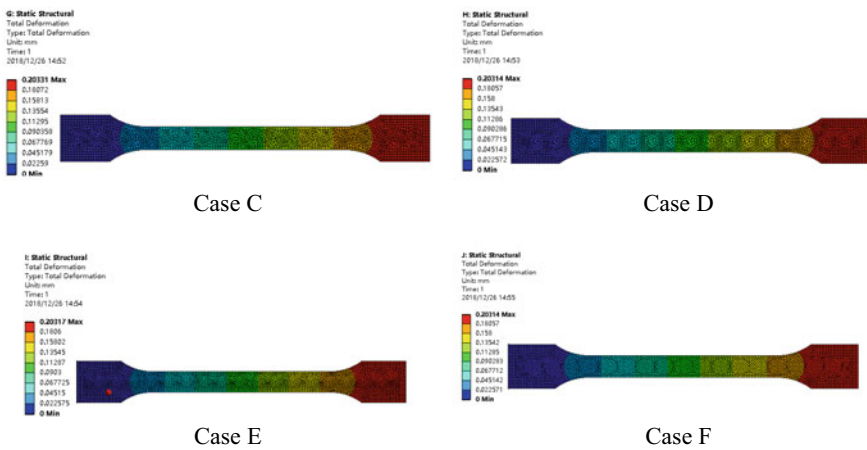 G: Static Structural
Total Deformation
Type: Total Deformation
Unit: mm
Time: 1
2018/12/26 14:52
0.20331 Max
0.18072
0.15813
0.13554
0.11295
0.090358
0.067769
0.045179
0.02259
0 Min
Case C
H: Static Structural
Total Deformation
Type: Total Deformation
Unit: mm
Time: 1
2018/12/26 14:53
0.20314 Max
0.18057
0.158
0.13543
0.11286
0.090286
0.067715
0.045143
0.022572
0 Min
Case D
I: Static Structural
Total Deformation
Type: Total Deformation
Unit: mm
Time: 1
2018/12/26 14:54
0.20317 Max
0.1806
0.15802
0.13545
0.11287
0.0903
0.067725
0.04515
0.022575
0 Min
Case E
J: Static Structural
Total Deformation
Type: Total Deformation
Unit: mm
Time: 1
2018/12/26 14:55
0.20314 Max
0.18057
0.158
0.13542
0.11285
0.090283
0.067712
0.045142
0.022571
0 Min
Case F